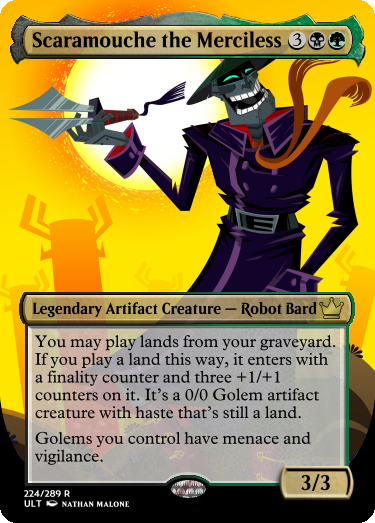 Scaramouche the Merciless 3
Legendary Artifact Creature — Robot Bard
You may play lands from your graveyard.
If you play a land this way, it enters with
a finality counter and three +1/+1
counters on it. It's a 0/0 Golem artifact
creature with haste that's still a land.
Golems you control have menace and
vigilance.
3/3
224/289 R
ULT NATHAN MALONE